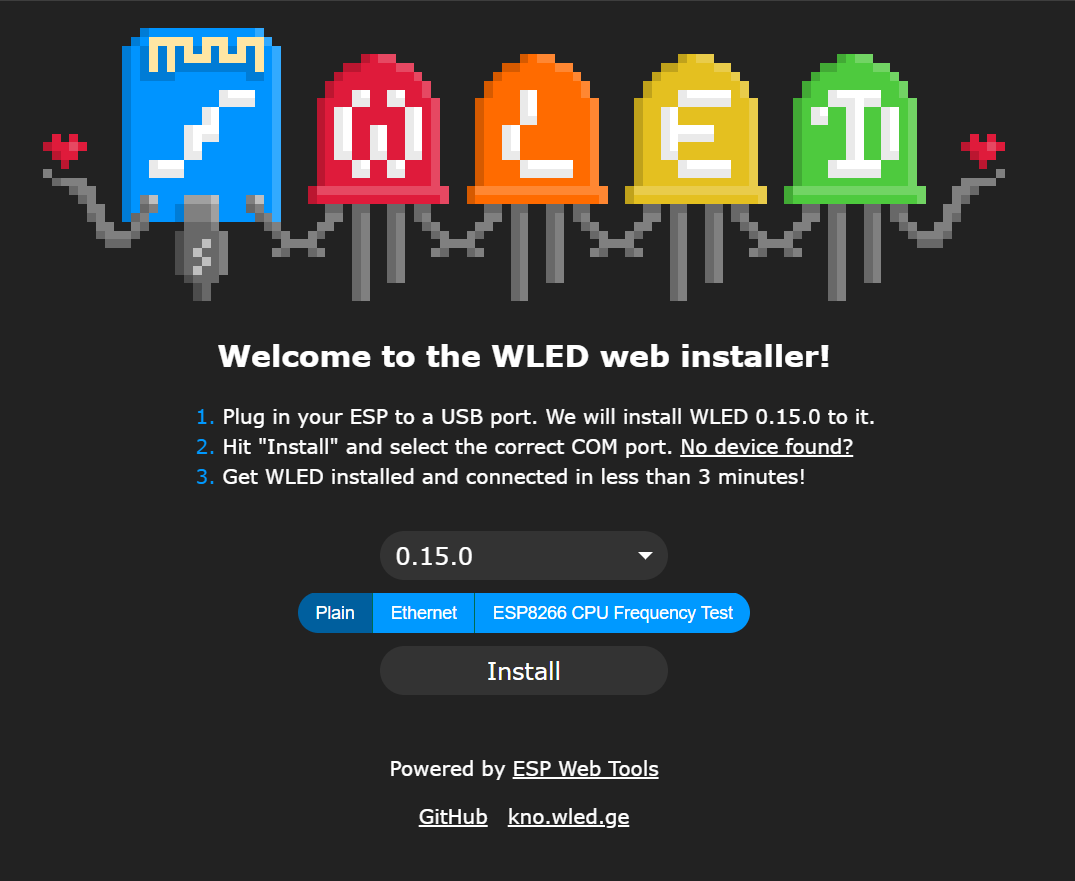 WLED
Welcome to the WLED web installer!
1. Plug in your ESP to a USB port. We will install WLED 0.15.0 to it.
2. Hit "Install" and select the correct COM port. No device found?
3. Get WLED installed and connected in less than 3 minutes!
0.15.0
Plain Ethernet ESP8266 CPU Frequency Test
Install
Powered by ESP Web Tools
GitHub kno.wled.ge